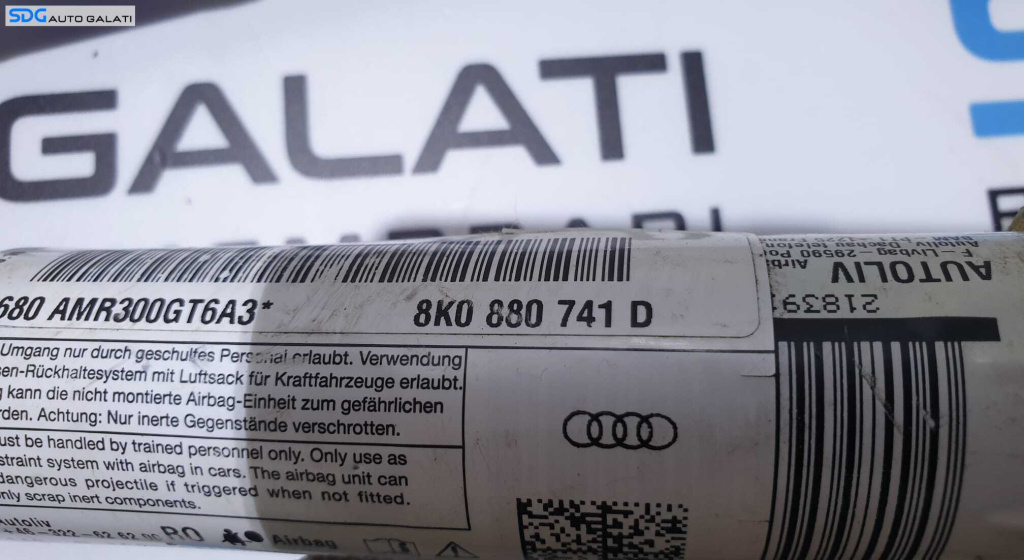 SDG AUTO GALATI
GALATI
680 AMR300GT6A3*
8K0 880 741 D
Umgang nur durch geschultes Personal erlaubt. Verwendung
sen-Rückhaltesystem mit Luftsack für Kraftfahrzeuge erlaubt.
g kann die nicht montierte Airbag-Einheit zum gefährlichen
rden. Achtung: Nur inerte Gegenstände verschrotten.
ust be handled by trained personnel only. Only use as
straint system with airbag in cars. The airbag unit can
dangerous projectile if triggered when not fitted.
nly scrap inert components.
Autoliv
Airbag
AUTOLIV
21839